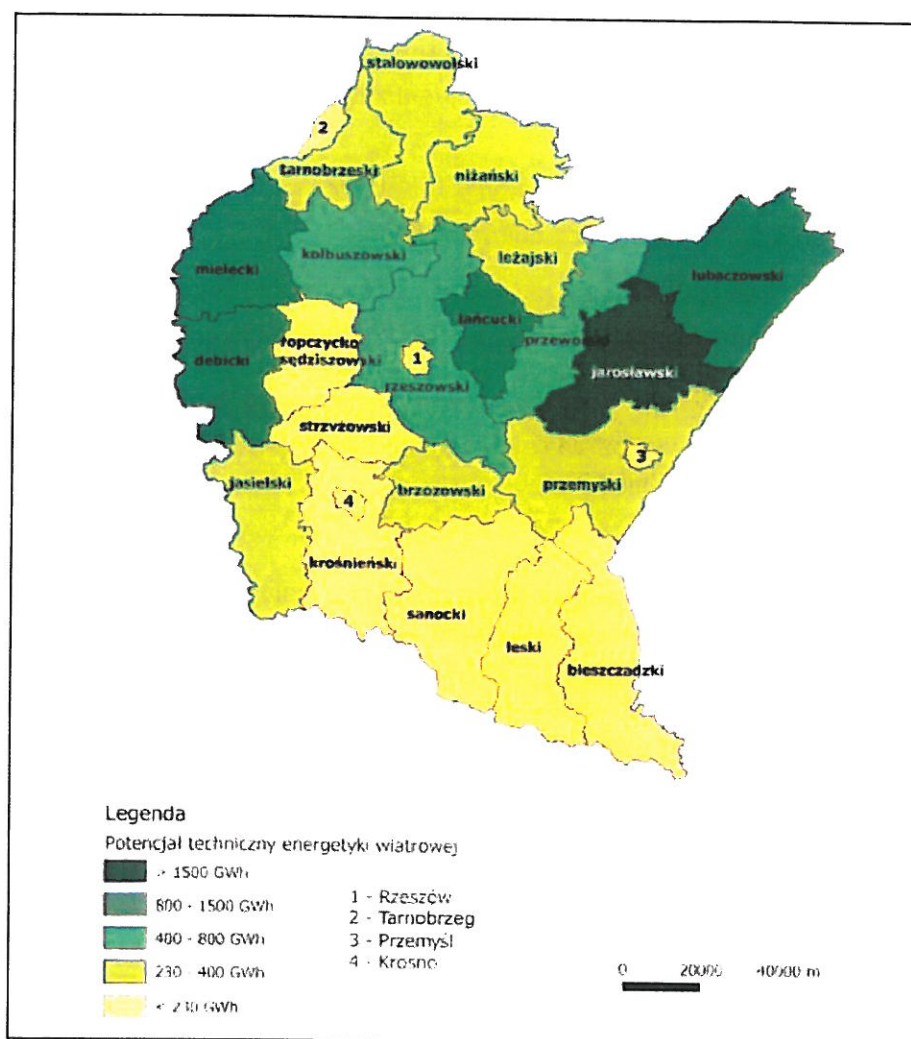 stalowowolski
2
tarnobrzeski
niżański
kolbuszowski
leżajski
mielecki
lubaczowski
łańcucki
ropczycko
sędziszowski
1
przeworski
debicki
rzeszowski
jarosławski
strzyżowski
3
jasielski
brzozowski
przemyski
4
krośnieński
sanocki
leski
bieszczadzki
Legenda
Potencjał techniczny energetyki wiatrowej
> 1500 GWh
800 - 1500 GWh
400 - 800 GWh
230 - 400 GWh
< 230 GWh
1 - Rzeszów
2 - Tarnobrzeg
3 - Przemyśl
4 - Krosno
0 20000 40000 m